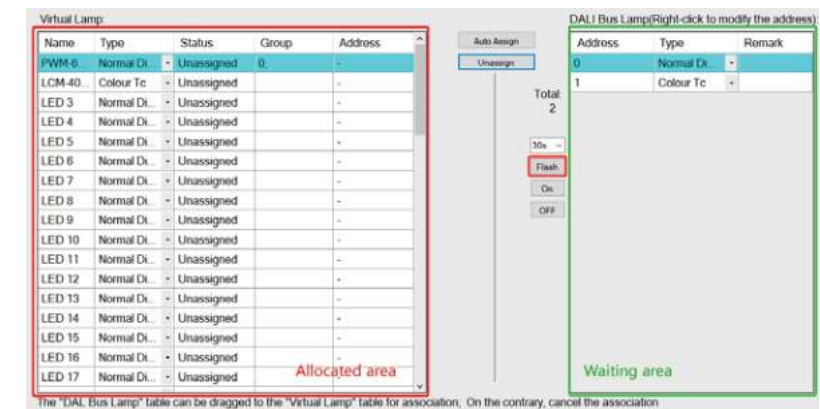 Virtual Lamp: DALI Bus Lamp(Right-click to modify the address):
Name Type Status Group Address Auto Assign Address Type Remark
PWM-6... Normal Di... Unassigned 0, - Unassign 0 Normal Di...
LCM-40... Colour Te Unassigned - 1 Colour Te
LED 3 Normal Di... Unassigned - Total:
LED 4 Normal Di... Unassigned - 2
LED 5 Normal Di... Unassigned -
LED 6 Normal Di... Unassigned - 30s
LED 7 Normal Di... Unassigned - Flash
LED 8 Normal Di... Unassigned - On
LED 9 Normal Di... Unassigned - OFF
LED 10 Normal Di... Unassigned -
LED 11 Normal Di... Unassigned -
LED 12 Normal Di... Unassigned -
LED 13 Normal Di... Unassigned -
LED 14 Normal Di... Unassigned -
LED 15 Normal Di... Unassigned -
LED 16 Normal Di... Unassigned -
LED 17 Normal Di... Unassigned - Allocated area Waiting area
The "DAL Bus Lamp" table can be dragged to the "Virtual Lamp" table for association; On the contrary, cancel the association